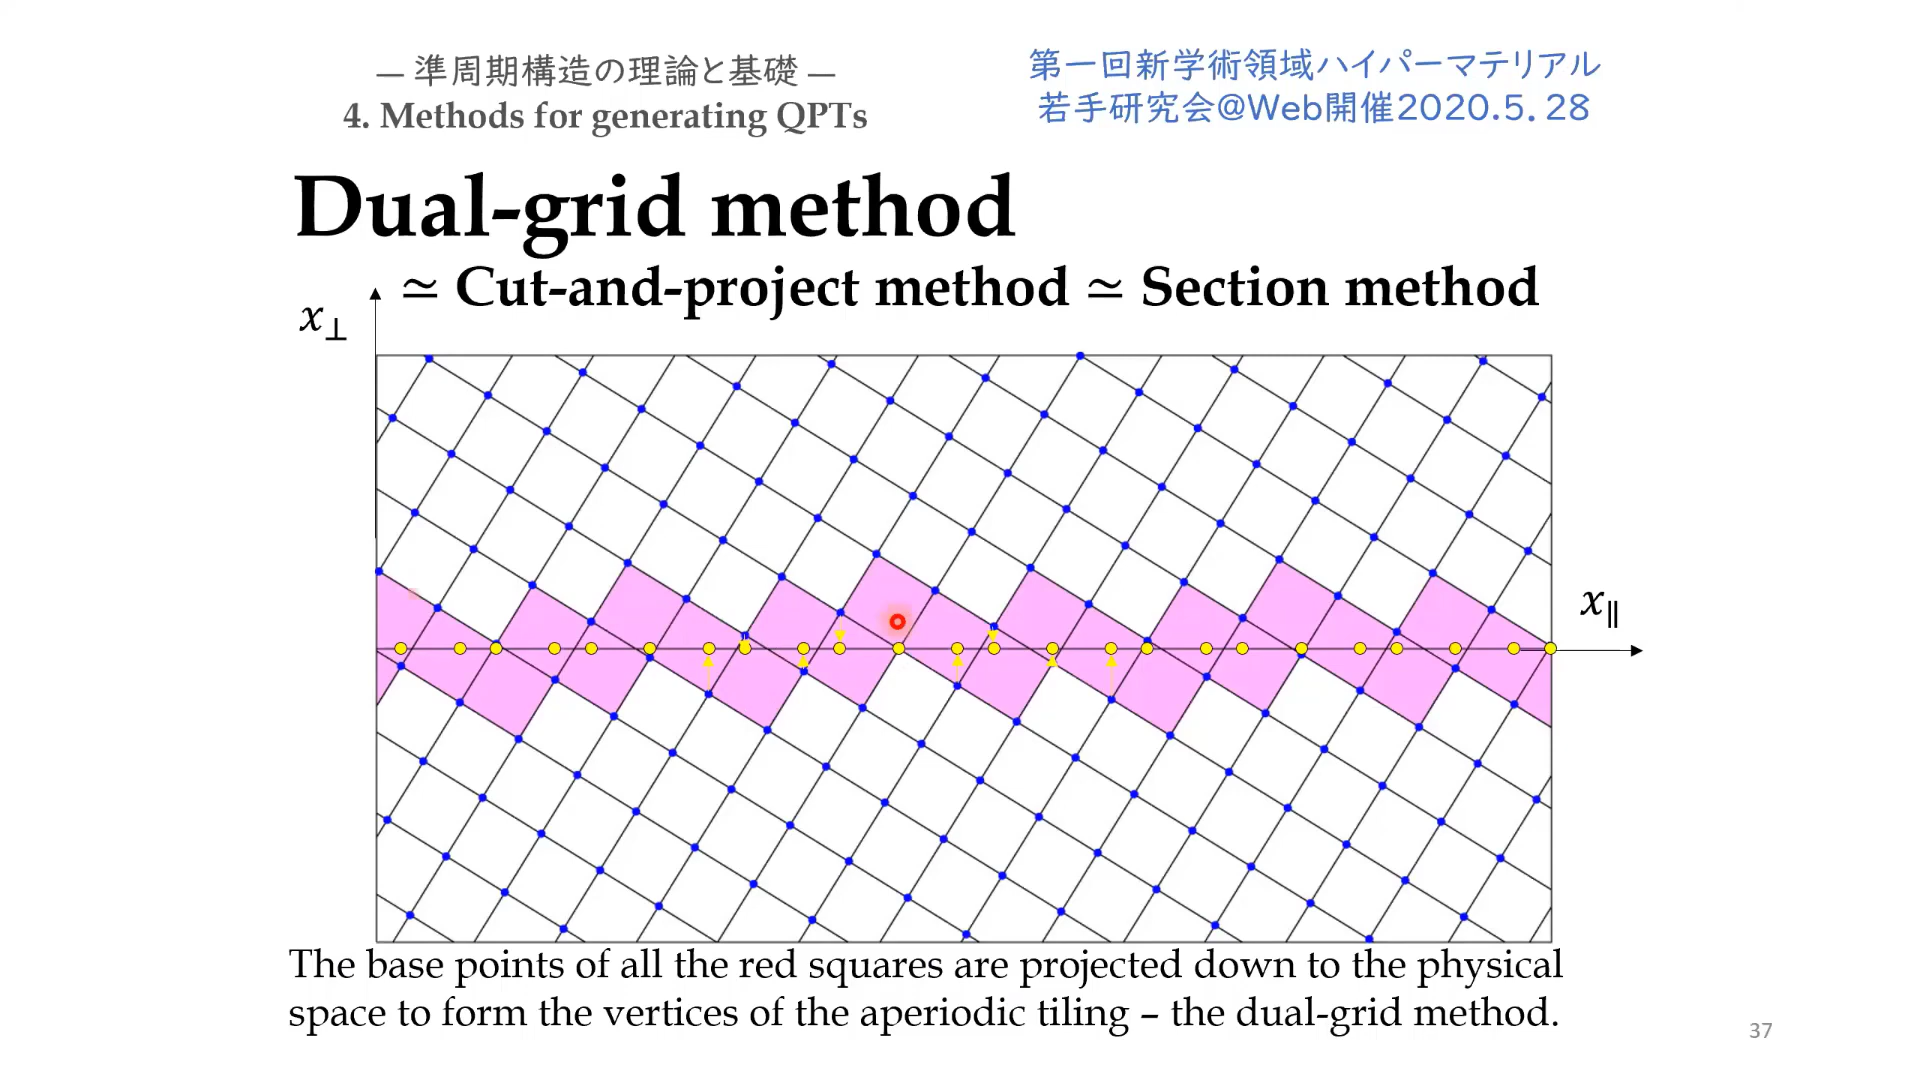 — 準周期構造の理論と基礎 —
4. Methods for generating QPTs
第一回新学術領域ハイパーマテリアル
若手研究会@Web開催2020.5.28
Dual-grid method
≃ Cut-and-project method ≃ Section method
x⊥
x∥
The base points of all the red squares are projected down to the physical
space to form the vertices of the aperiodic tiling – the dual-grid method.
37